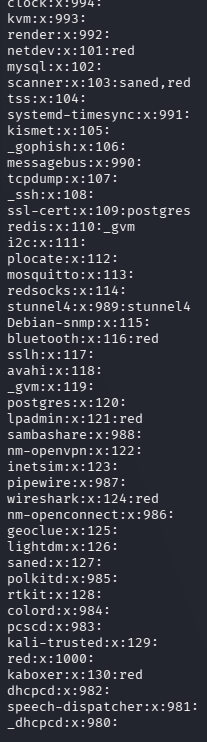 clock:x:994:
kvm:x:993:
render:x:992:
netdev:x:101:red
mysql:x:102:
scanner:x:103:saned,red
tss:x:104:
systemd-timesync:x:991:
kismet:x:105:
_gophish:x:106:
messagebus:x:990:
tcpdump:x:107:
_ssh:x:108:
ssl-cert:x:109:postgres
redis:x:110:_gvm
i2c:x:111:
plocate:x:112:
mosquitto:x:113:
redsocks:x:114:
stunnel4:x:989:stunnel4
Debian-snmp:x:115:
bluetooth:x:116:red
sslh:x:117:
avahi:x:118:
_gvm:x:119:
postgres:x:120:
lpadmin:x:121:red
sambashare:x:988:
nm-openvpn:x:122:
inetsim:x:123:
pipewire:x:987:
wireshark:x:124:red
nm-openconnect:x:986:
geoclue:x:125:
lightdm:x:126:
saned:x:127:
polkitd:x:985:
rtkit:x:128:
colord:x:984:
pcscd:x:983:
kali-trusted:x:129:
red:x:1000:
kaboxer:x:130:red
dhcpcd:x:982:
speech-dispatcher:x:981:
_dhcpcd:x:980: